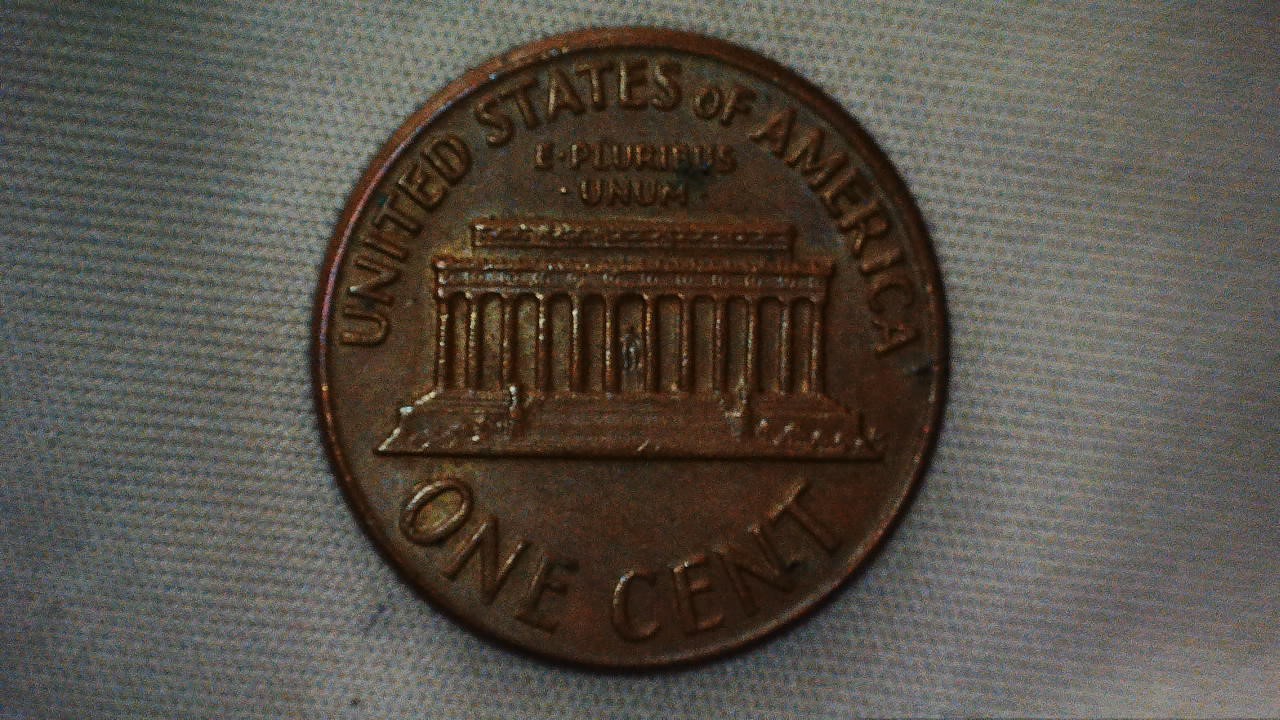 UNITED STATES OF AMERICA
E·PLURIBUS
·UNUM·
ONE CENT